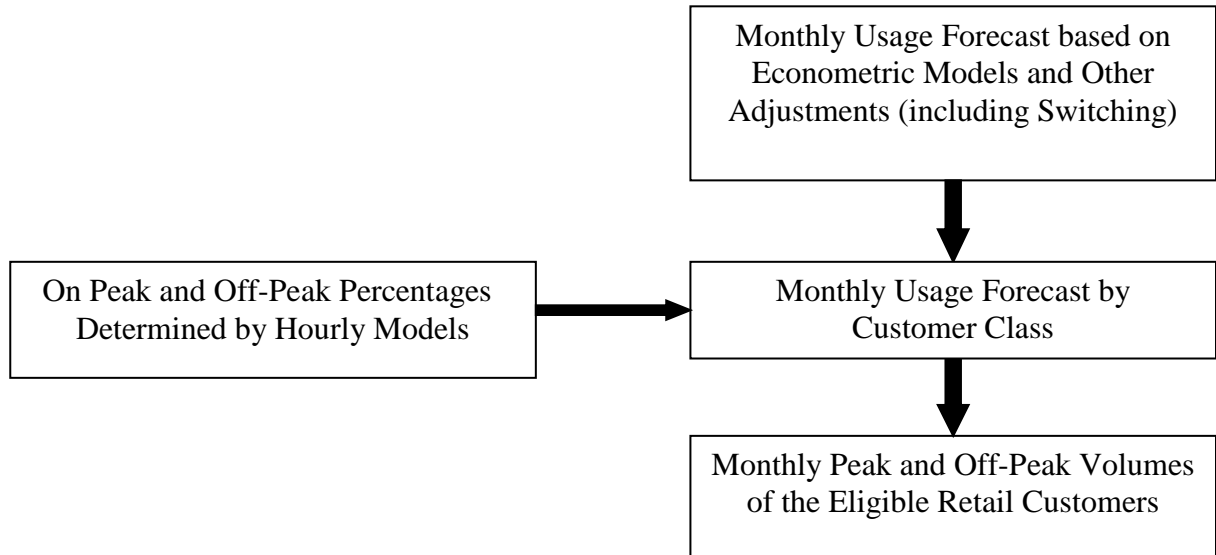 Monthly Usage Forecast based on
Econometric Models and Other
Adjustments (including Switching)
On Peak and Off-Peak Percentages
Determined by Hourly Models
Monthly Usage Forecast by
Customer Class
Monthly Peak and Off-Peak Volumes
of the Eligible Retail Customers